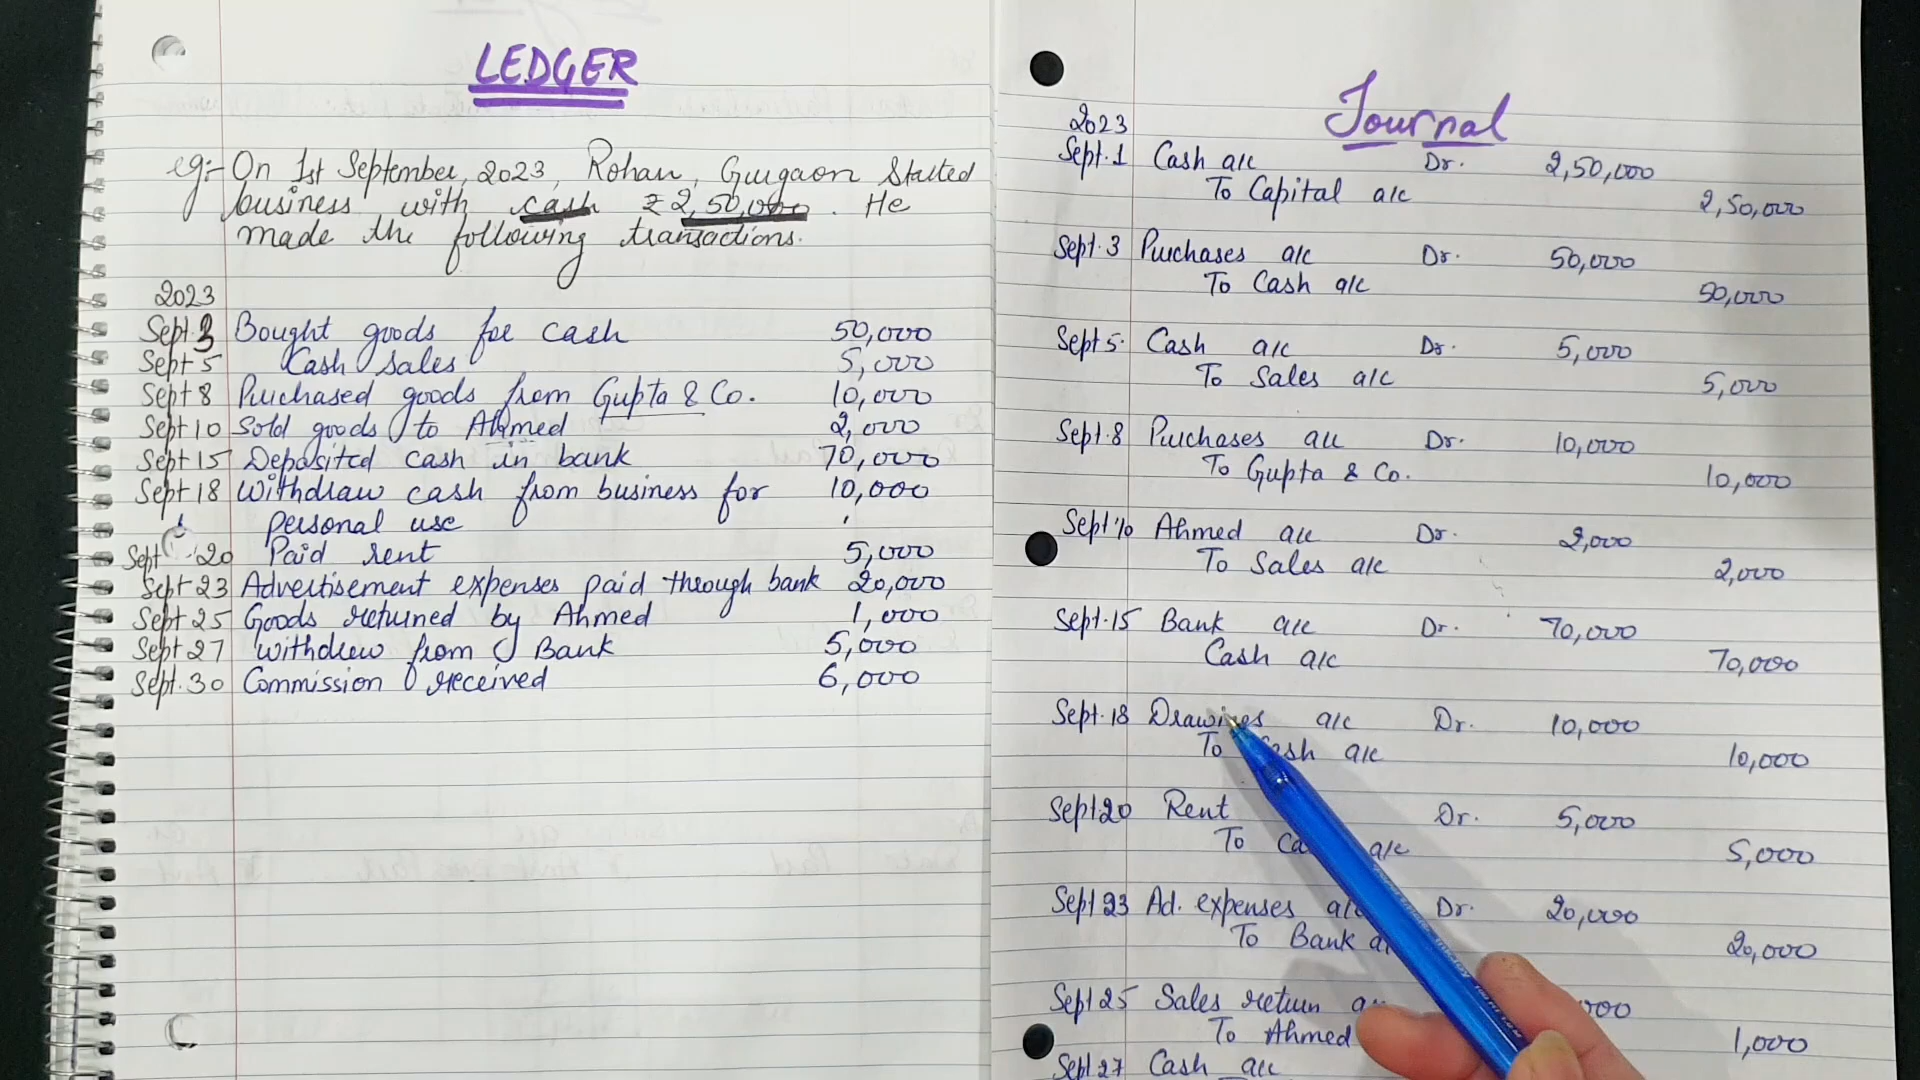 LEDGER
eg:- On 1st September, 2023, Rohan, Gurgaon Started
business with cash ₹2,50,000. He
made the following transactions.
2023
Sept.3 Bought goods for cash 50,000
Sept 5 Cash sales 5,000
Sept 8 Purchased goods from Gupta & Co. 10,000
Sept 10 Sold goods to Ahmed 2,000
Sept 15 Deposited cash in bank 70,000
Sept 18 Withdraw cash from business for 10,000
personal use
Sept 20 Paid rent 5,000
Sept 23 Advertisement expenses paid through bank 20,000
Sept 25 Goods returned by Ahmed 1,000
Sept 27 Withdrew from Bank 5,000
Sept.30 Commission received 6,000
Journal
2023
Sept.1 Cash a/c Dr. 2,50,000
To Capital a/c 2,50,000
Sept.3 Purchases a/c Dr. 50,000
To Cash a/c 50,000
Sept 5. Cash a/c Dr. 5,000
To Sales a/c 5,000
Sept.8 Purchases a/c Dr. 10,000
To Gupta & Co. 10,000
Sept 10 Ahmed a/c Dr. 2,000
To Sales a/c 2,000
Sept.15 Bank a/c Dr. 70,000
Cash a/c 70,000
Sept.18 Drawings a/c Dr. 10,000
To Cash a/c 10,000
Sept 20 Rent Dr. 5,000
To a/c 5,000
Sept 23 Ad. expenses Dr. 20,000
To Bank 20,000
Sept 25 Sales return
To Ahmed 1,000
Sept 27 Cash a/c